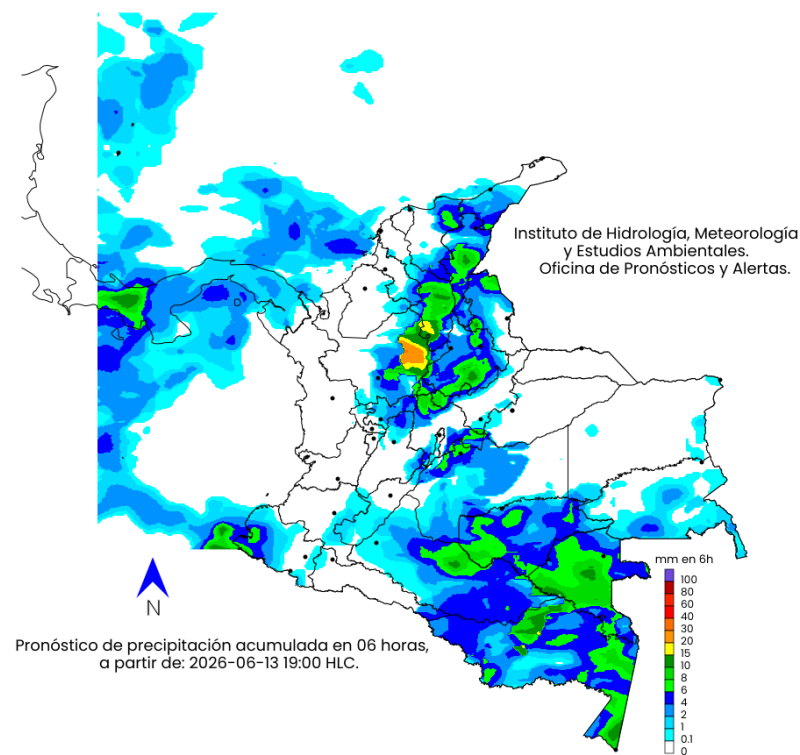 Instituto de Hidrología, Meteorología
y Estudios Ambientales.
Oficina de Pronósticos y Alertas.
mm en 6h
100
80
60
40
30
20
15
10
8
6
4
2
1
0.1
0
N
Pronóstico de precipitación acumulada en 06 horas,
a partir de: 2026-06-13 19:00 HLC.